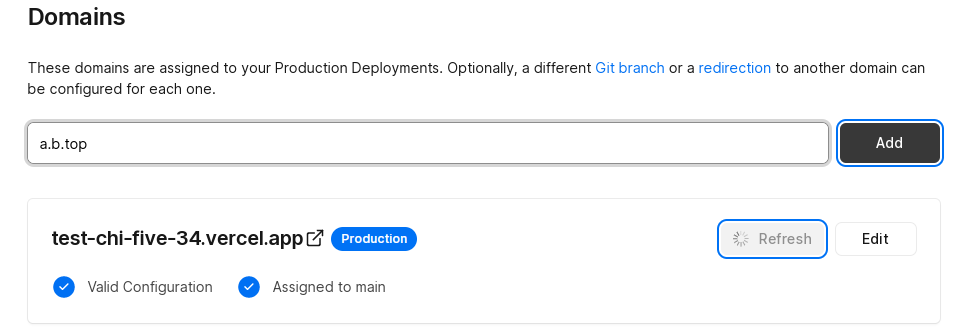 Domains
These domains are assigned to your Production Deployments. Optionally, a different Git branch or a redirection to another domain can
be configured for each one.
a.b.top Add
test-chi-five-34.vercel.app Production Refresh Edit
Valid Configuration Assigned to main